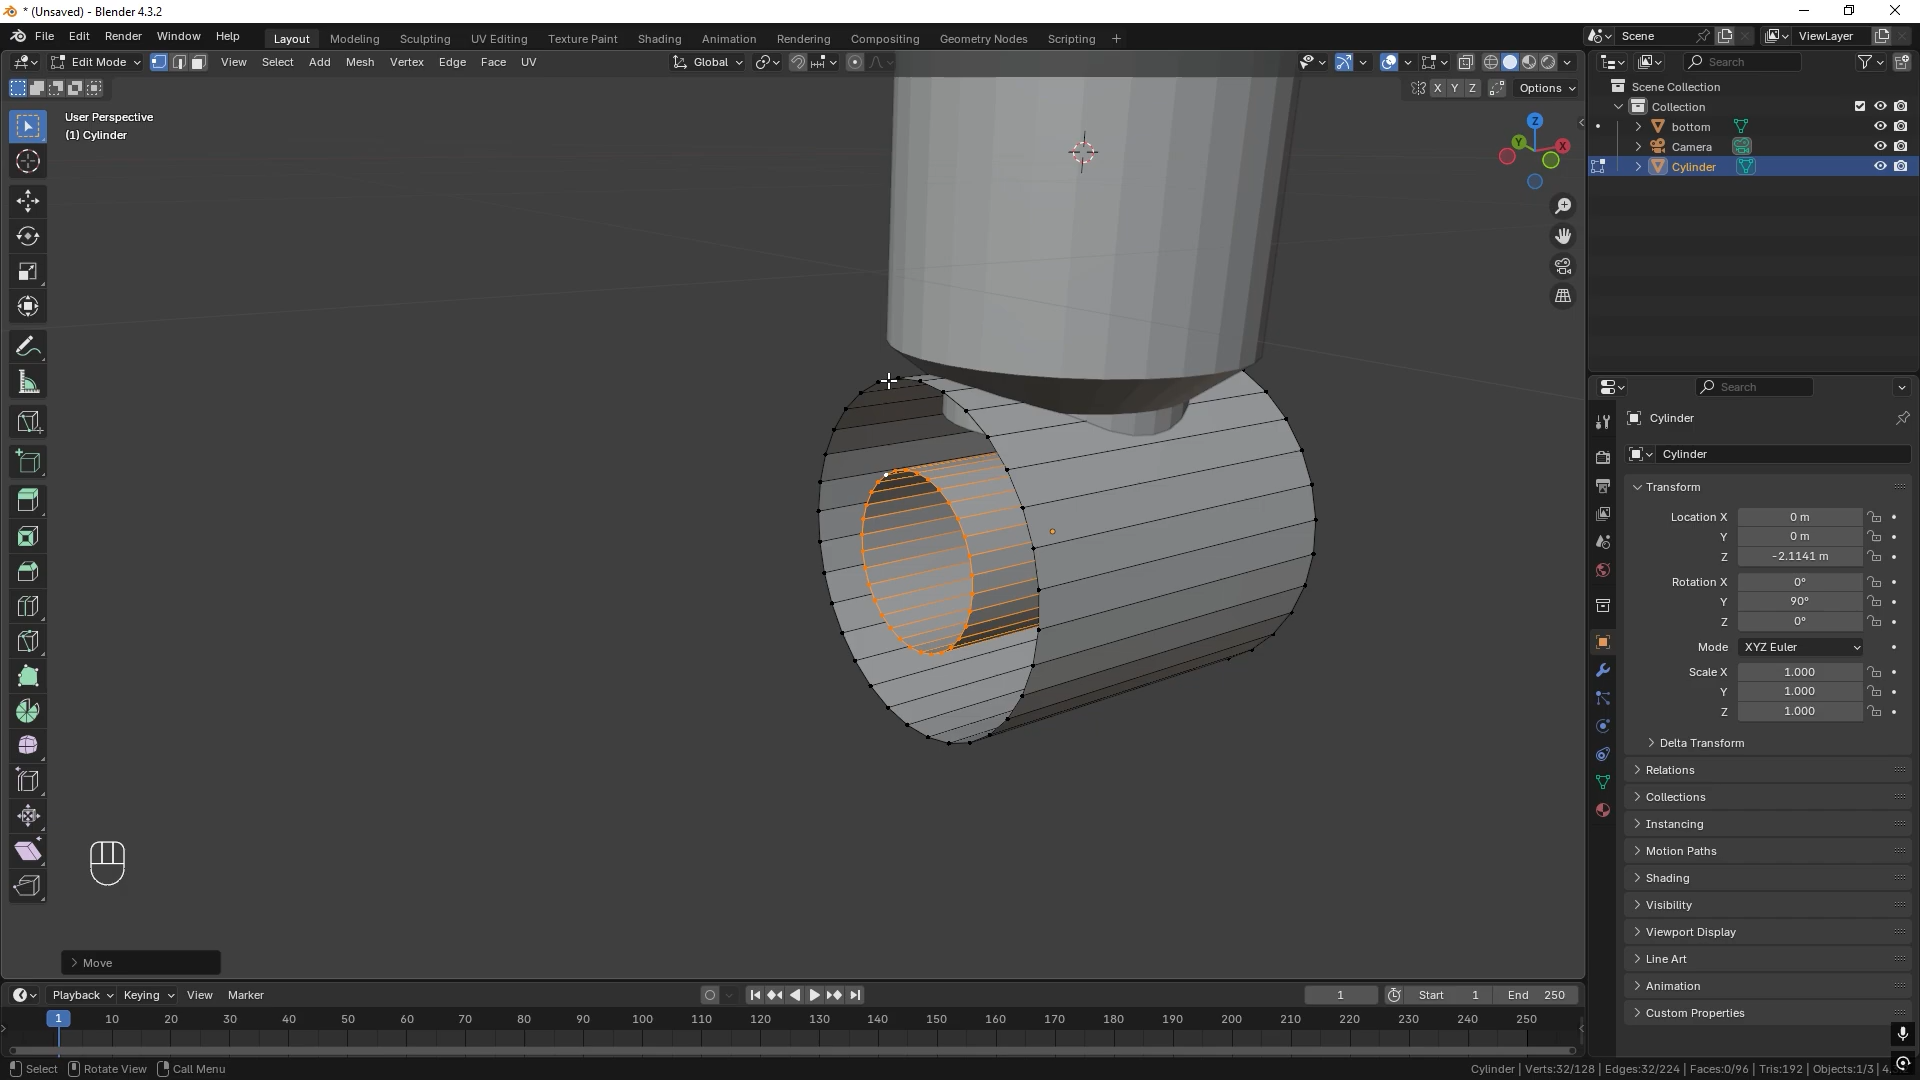 * (Unsaved) - Blender 4.3.2
File Edit Render Window Help
Layout Modeling Sculpting UV Editing Texture Paint Shading Animation Rendering Compositing Geometry Nodes Scripting +
Scene
ViewLayer
Edit Mode View Select Add Mesh Vertex Edge Face UV
Global
Search
X Y Z Options
User Perspective
(1) Cylinder
Z
Y
X
Scene Collection
Collection
bottom
Camera
Cylinder
Search
Cylinder
Cylinder
Transform
Location X 0 m
Y 0 m
Z -2.1141 m
Rotation X 0°
Y 90°
Z 0°
Mode XYZ Euler
Scale X 1.000
Y 1.000
Z 1.000
Delta Transform
Relations
Collections
Instancing
Motion Paths
Shading
Visibility
Viewport Display
Line Art
Animation
Custom Properties
Move
Playback Keying View Marker
1 Start 1 End 250
1 10 20 30 40 50 60 70 80 90 100 110 120 130 140 150 160 170 180 190 200 210 220 230 240 250
Select Rotate View Call Menu
Cylinder | Verts:32/128 | Edges:32/224 | Faces:0/96 | Tris:192 | Objects:1/3 | 4.